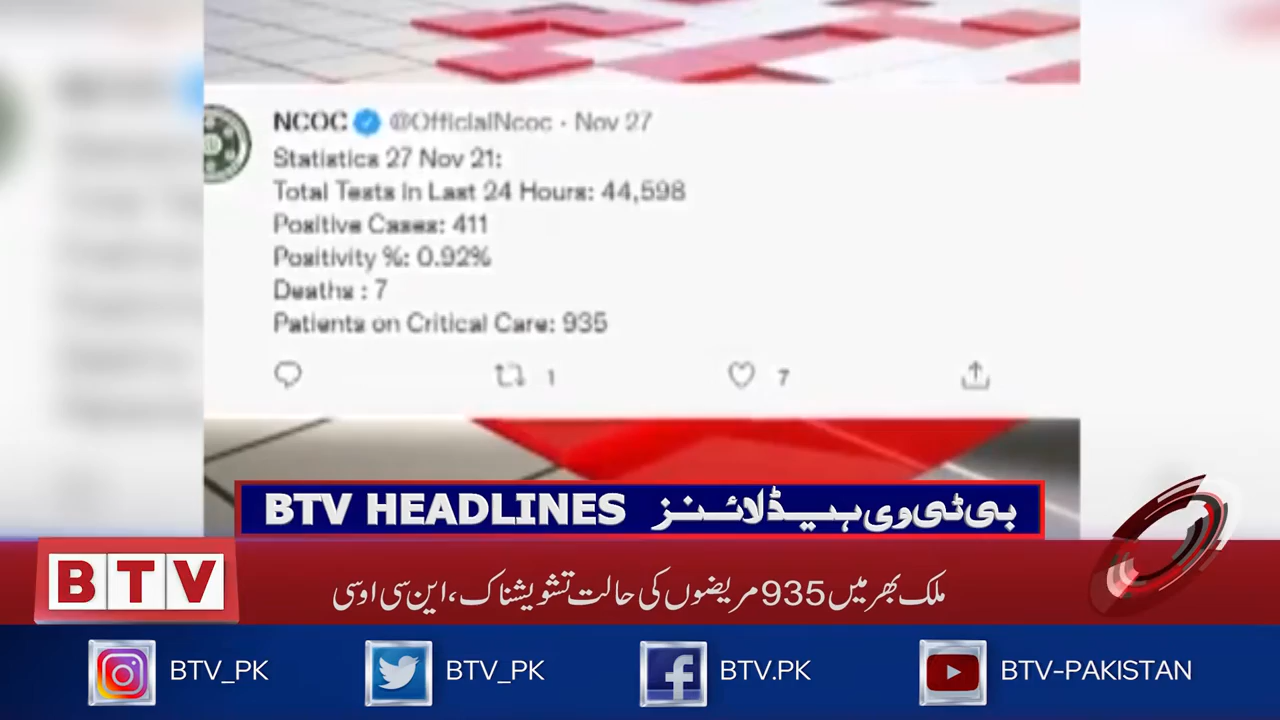 NCOC @OfficialNcoc · Nov 27
Statistics 27 Nov 21:
Total Tests in Last 24 Hours: 44,598
Positive Cases: 411
Positivity %: 0.92%
Deaths : 7
Patients on Critical Care: 935
1 7
BTV HEADLINES بی ٹی وی ہیڈلائنز
BTV
ملک بھر میں 935 مریضوں کی حالت تشویشناک، این سی او سی
BTV_PK BTV_PK BTV.PK BTV-PAKISTAN